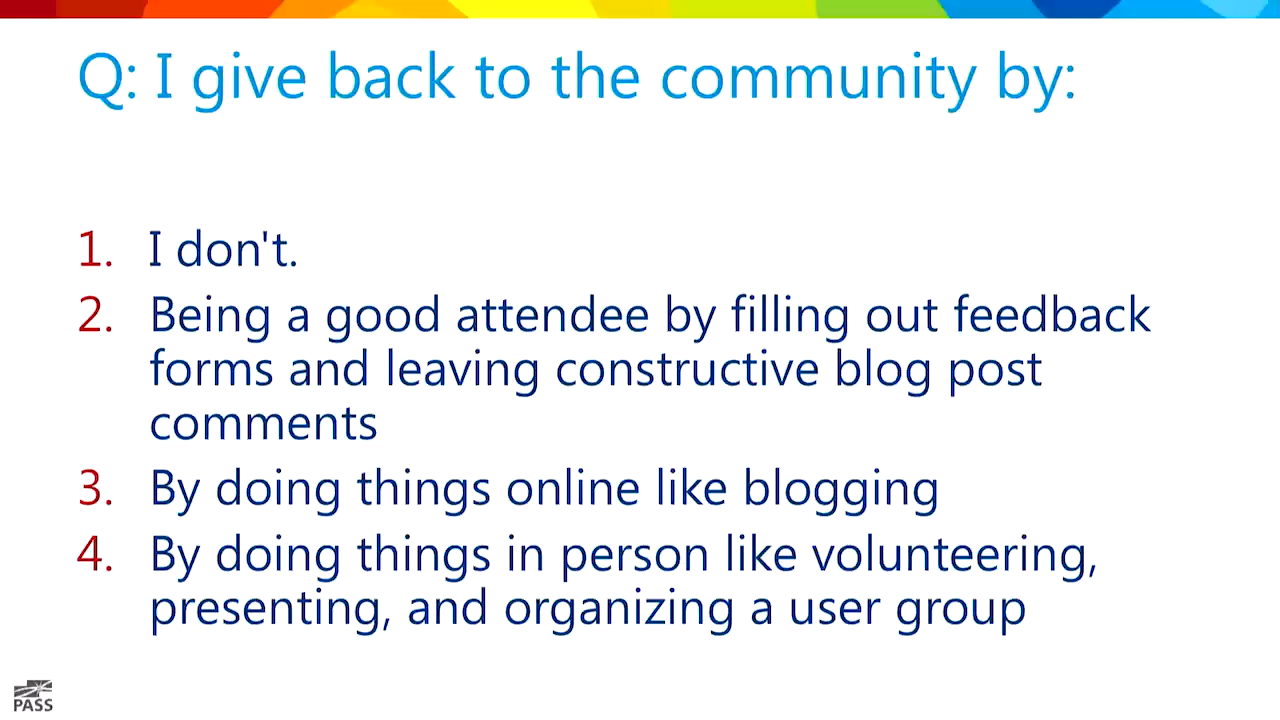 Q: I give back to the community by:
1. I don't.
2. Being a good attendee by filling out feedback
forms and leaving constructive blog post
comments
3. By doing things online like blogging
4. By doing things in person like volunteering,
presenting, and organizing a user group
PASS